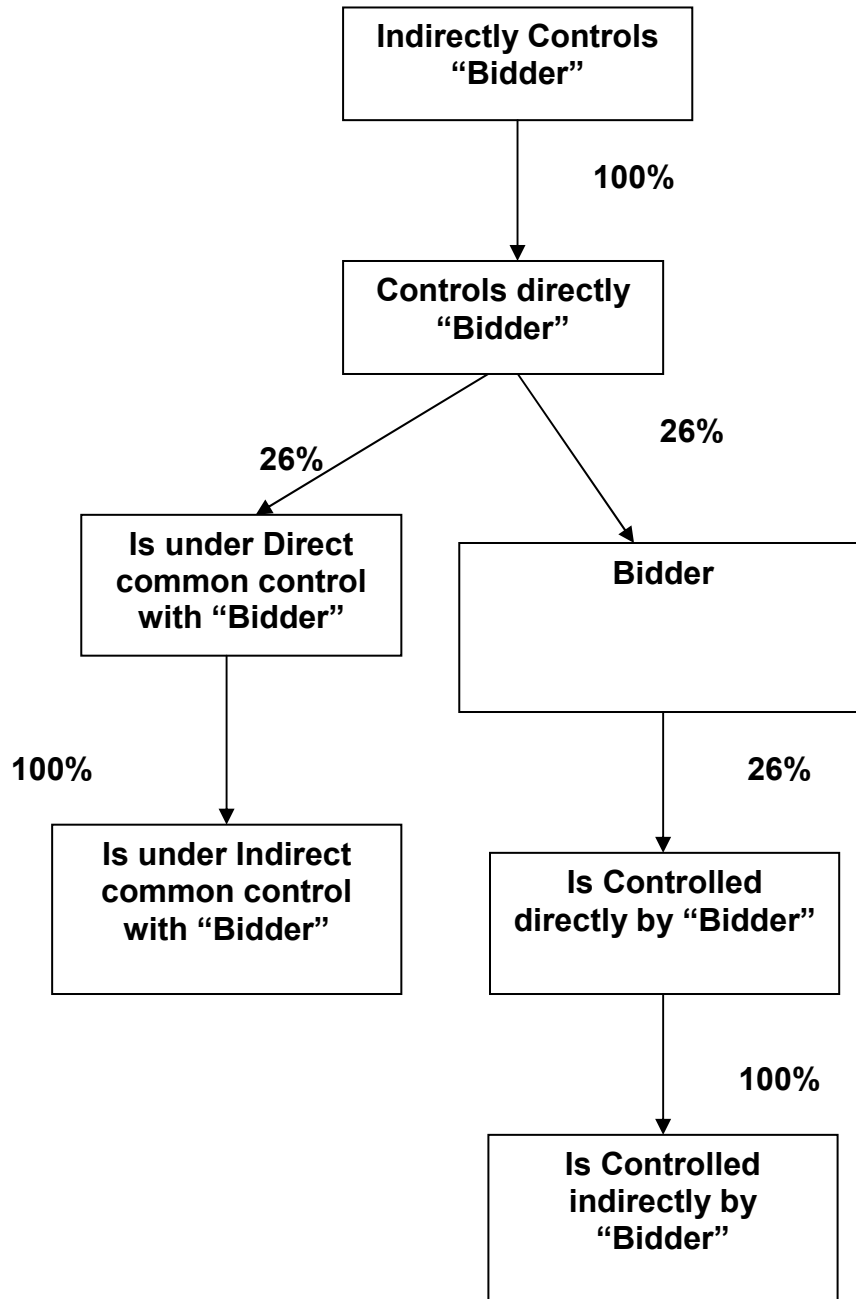 Indirectly Controls
“Bidder”
100%
Controls directly
“Bidder”
26%
26%
Is under Direct
common control
with “Bidder”
Bidder
100%
26%
Is under Indirect
common control
with “Bidder”
Is Controlled
directly by “Bidder”
100%
Is Controlled
indirectly by
“Bidder”